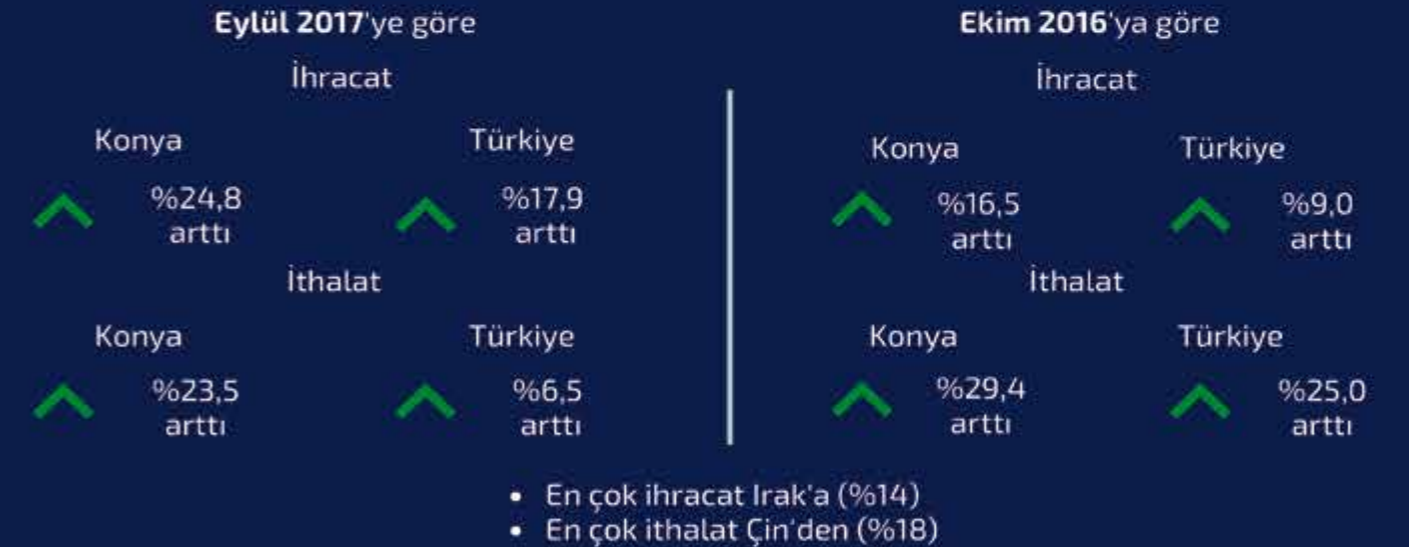 Eylül 2017'ye göre
İhracat
Konya
Türkiye
%24,8
arttı
%17,9
arttı
İthalat
Konya
Türkiye
%23,5
arttı
%6,5
arttı
Ekim 2016'ya göre
İhracat
Konya
Türkiye
%16,5
arttı
%9,0
arttı
İthalat
Konya
Türkiye
%29,4
arttı
%25,0
arttı
• En çok ihracat Irak'a (%14)
• En çok ithalat Çin'den (%18)